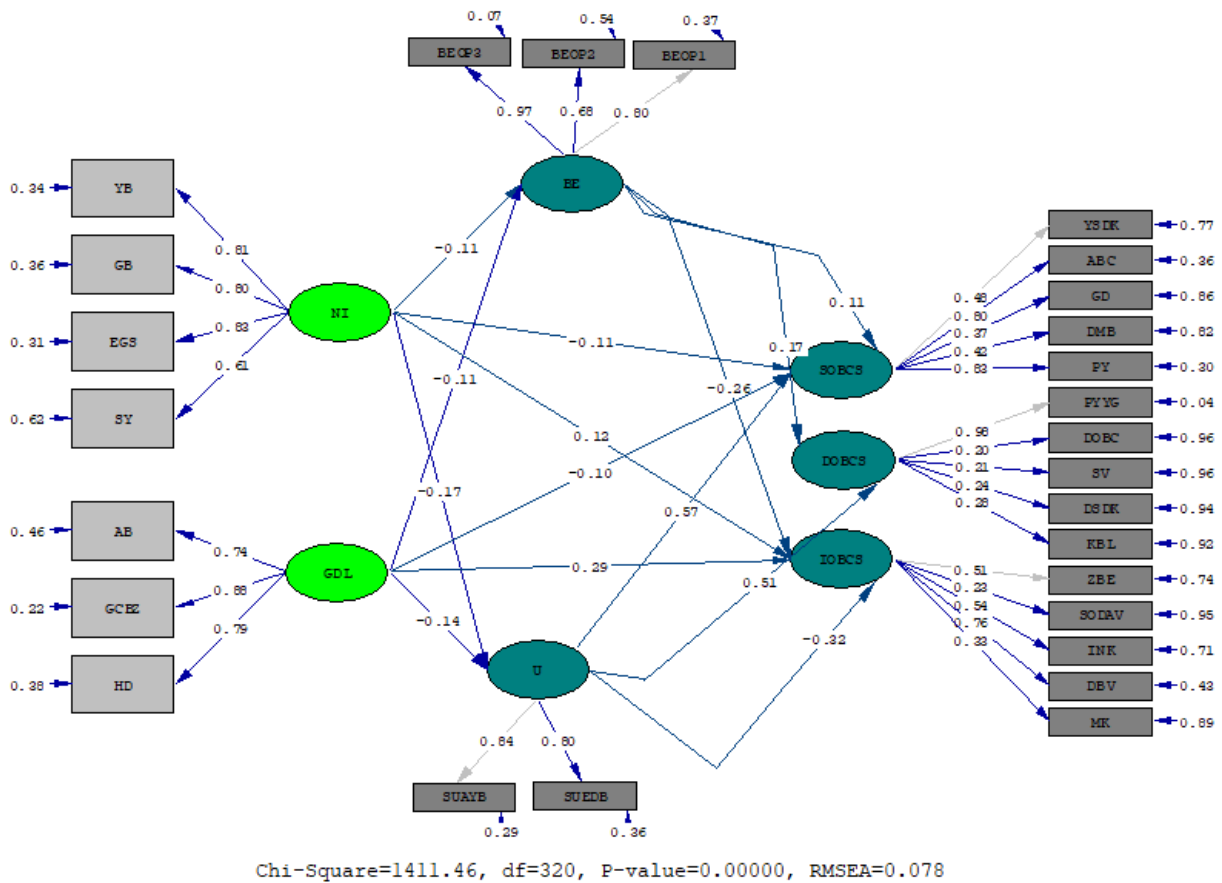 0.07
0.54
0.37
BEOP3
BEOP2
BEOP1
0.97
0.68
0.80
BE
0.34
YB
0.36
GB
0.31
EGS
0.62
SY
0.81
0.80
0.83
0.61
NI
0.46
AB
0.22
GCBZ
0.38
HD
0.74
0.88
0.79
GDL
-0.11
-0.11
-0.11
0.12
-0.10
-0.17
0.29
-0.14
0.57
0.51
-0.32
0.11
0.17
-0.26
SOBCS
DOBCS
IOBCS
U
0.84
0.80
SUAYB
SUEDB
0.29
0.36
0.48
0.80
0.37
0.42
0.83
0.98
0.20
0.21
0.24
0.28
0.51
0.23
0.54
0.76
0.33
YSDK
0.77
ABC
0.36
GD
0.86
DMB
0.82
PY
0.30
PYYG
0.04
DOBC
0.96
SV
0.96
DSDK
0.94
KBL
0.92
ZBE
0.74
SODAV
0.95
INK
0.71
DBV
0.43
MK
0.89
Chi-Square=1411.46, df=320, P-value=0.00000, RMSEA=0.078